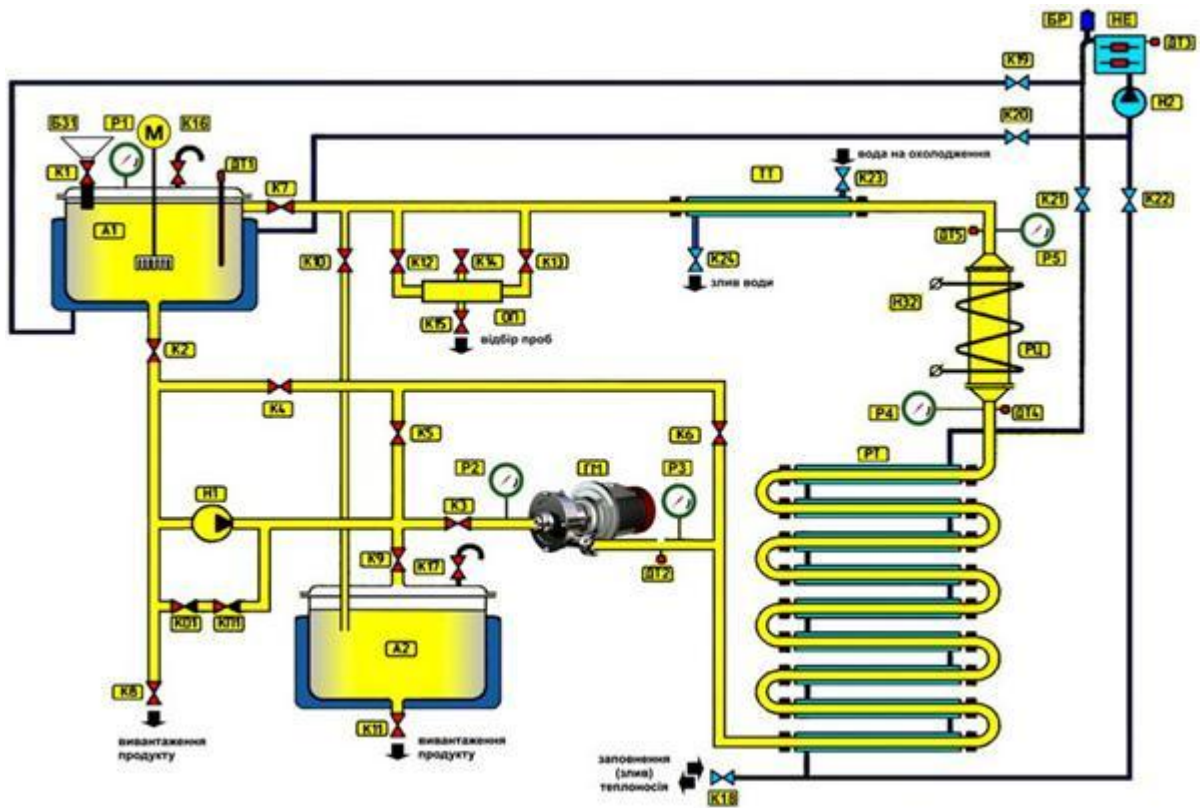 БР
НЕ
ДТ3
К19
Н2
К20
БЗ1
Р1
К16
М
ДТ1
К1
К7
вода на охолодження
ТТ
К23
К21
К22
А1
ДТ5
Р5
К10
К12
К14
К13
К24
злив води
НЗ2
К15
ОП
відбір проб
РЦ
К2
К4
Р4
ДТ4
К5
К6
Р2
ГМ
Р3
РТ
Н1
К3
К9
К17
ДТ2
КО1
КП1
А2
К8
К11
вивантаження
продукту
вивантаження
продукту
заповнення
(злив)
теплоносія
К18